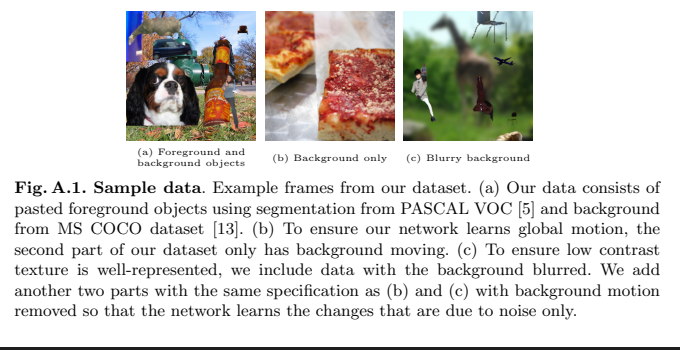 (a) Foreground and
background objects
(b) Background only
(c) Blurry background
Fig. A.1. Sample data. Example frames from our dataset. (a) Our data consists of
pasted foreground objects using segmentation from PASCAL VOC [5] and background
from MS COCO dataset [13]. (b) To ensure our network learns global motion, the
second part of our dataset only has background moving. (c) To ensure low contrast
texture is well-represented, we include data with the background blurred. We add
another two parts with the same specification as (b) and (c) with background motion
removed so that the network learns the changes that are due to noise only.